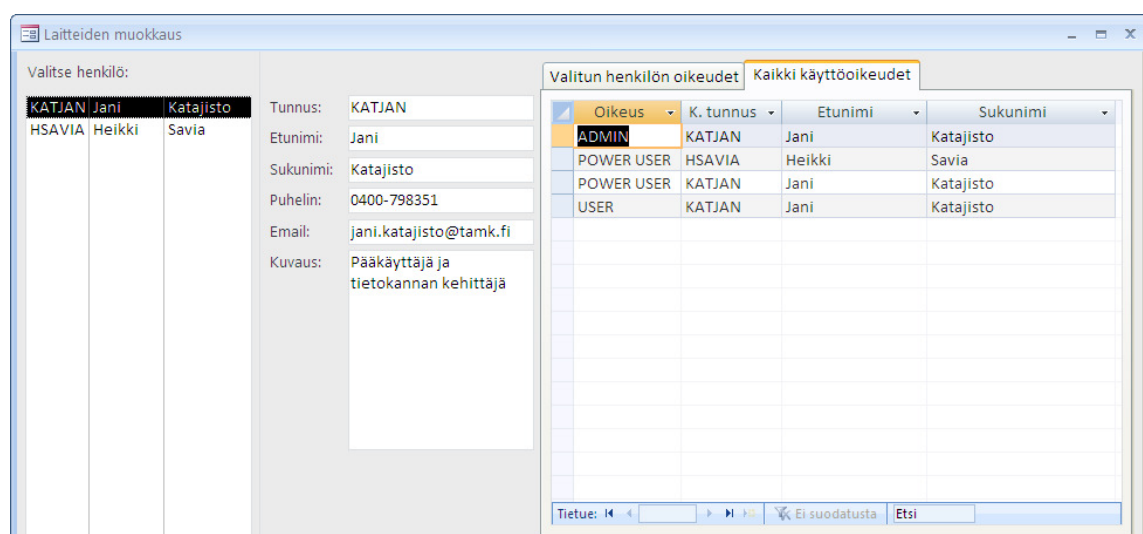 Laitteiden muokkaus
Valitse henkilö:
KATJAN Jani Katajisto
HSAVIA Heikki Savia
Tunnus: KATJAN
Etunimi: Jani
Sukunimi: Katajisto
Puhelin: 0400-798351
Email: jani.katajisto@tamk.fi
Kuvaus: Pääkäyttäjä ja
tietokannan kehittäjä
Valitun henkilön oikeudet Kaikki käyttöoikeudet
Oikeus K. tunnus Etunimi Sukunimi
ADMIN KATJAN Jani Katajisto
POWER USER HSAVIA Heikki Savia
POWER USER KATJAN Jani Katajisto
USER KATJAN Jani Katajisto
Tietue: Ei suodatusta Etsi